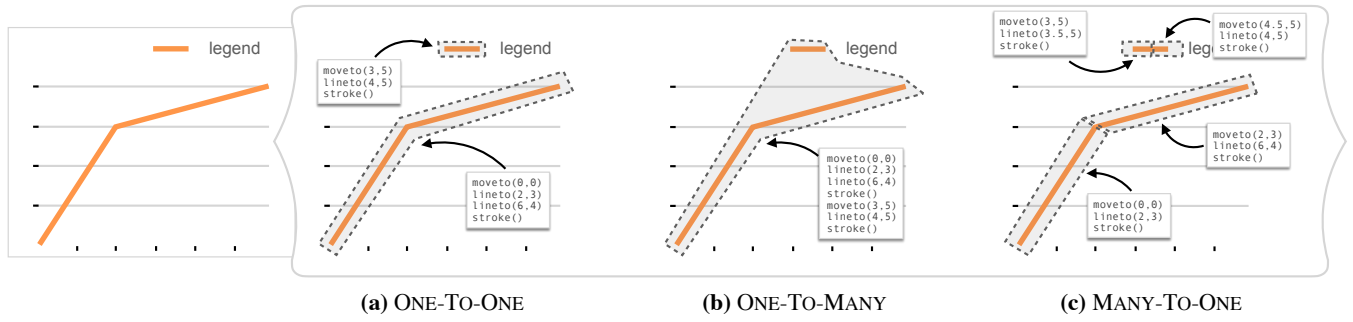 legend
legend
moveto(3,5)
lineto(4,5)
stroke()
moveto(0,0)
lineto(2,3)
lineto(6,4)
stroke()
(a) ONE-TO-ONE
legend
moveto(0,0)
lineto(2,3)
lineto(6,4)
stroke()
moveto(3,5)
lineto(4,5)
stroke()
(b) ONE-TO-MANY
moveto(3,5)
lineto(3.5,5)
stroke()
moveto(4.5,5)
lineto(4,5)
stroke()
legend
moveto(2,3)
lineto(6,4)
stroke()
moveto(0,0)
lineto(2,3)
stroke()
(c) MANY-TO-ONE